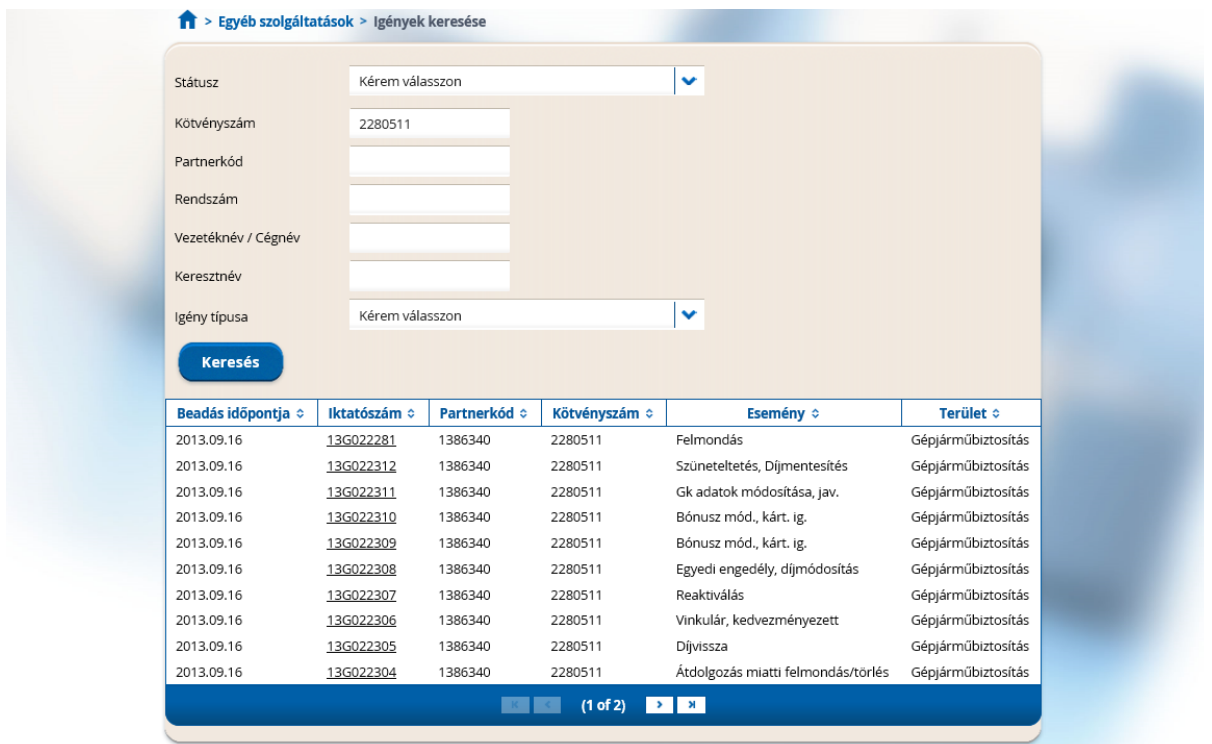 > Egyéb szolgáltatások > Igények keresése
Státusz Kérem válasszon
Kötvényszám 2280511
Partnerkód
Rendszám
Vezetéknév / Cégnév
Keresztnév
Igény típusa Kérem válasszon
Keresés
Beadás időpontja Iktatószám Partnerkód Kötvényszám Esemény Terület
2013.09.16 13G022281 1386340 2280511 Felmondás Gépjárműbiztosítás
2013.09.16 13G022312 1386340 2280511 Szüneteltetés, Díjmentesítés Gépjárműbiztosítás
2013.09.16 13G022311 1386340 2280511 Gk adatok módosítása, jav. Gépjárműbiztosítás
2013.09.16 13G022310 1386340 2280511 Bónusz mód., kárt. ig. Gépjárműbiztosítás
2013.09.16 13G022309 1386340 2280511 Bónusz mód., kárt. ig. Gépjárműbiztosítás
2013.09.16 13G022308 1386340 2280511 Egyedi engedély, díjmódosítás Gépjárműbiztosítás
2013.09.16 13G022307 1386340 2280511 Reaktiválás Gépjárműbiztosítás
2013.09.16 13G022306 1386340 2280511 Vinkulár, kedvezményezett Gépjárműbiztosítás
2013.09.16 13G022305 1386340 2280511 Díjvissza Gépjárműbiztosítás
2013.09.16 13G022304 1386340 2280511 Átdolgozás miatti felmondás/törlés Gépjárműbiztosítás
(1 of 2)